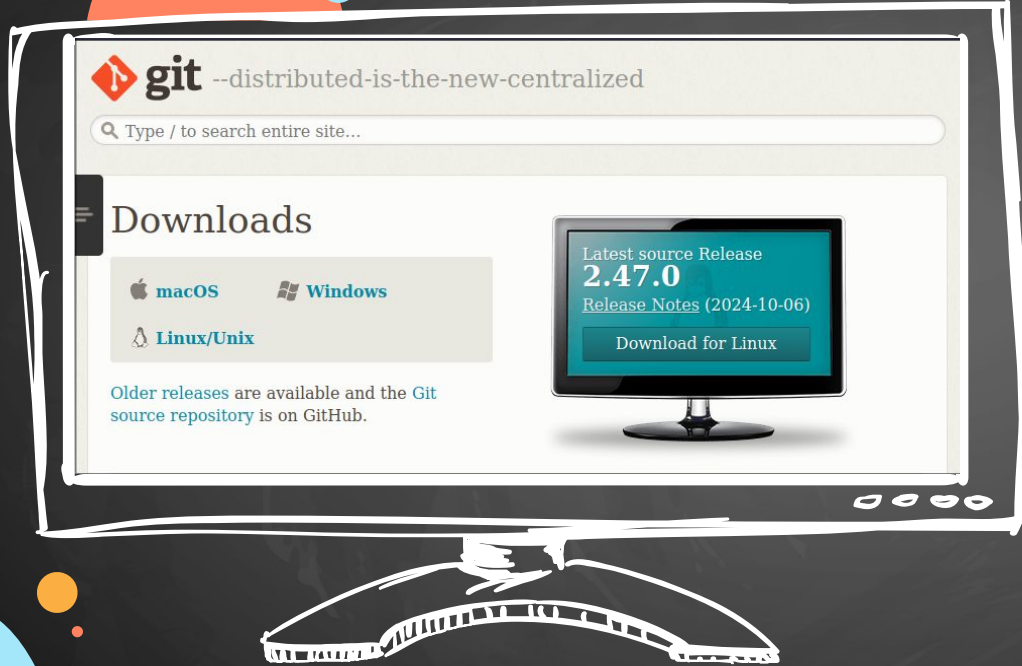 git --distributed-is-the-new-centralized
Type / to search entire site...
Downloads
macOS
Windows
Linux/Unix
Older releases are available and the Git
source repository is on GitHub.
Latest source Release
2.47.0
Release Notes (2024-10-06)
Download for Linux